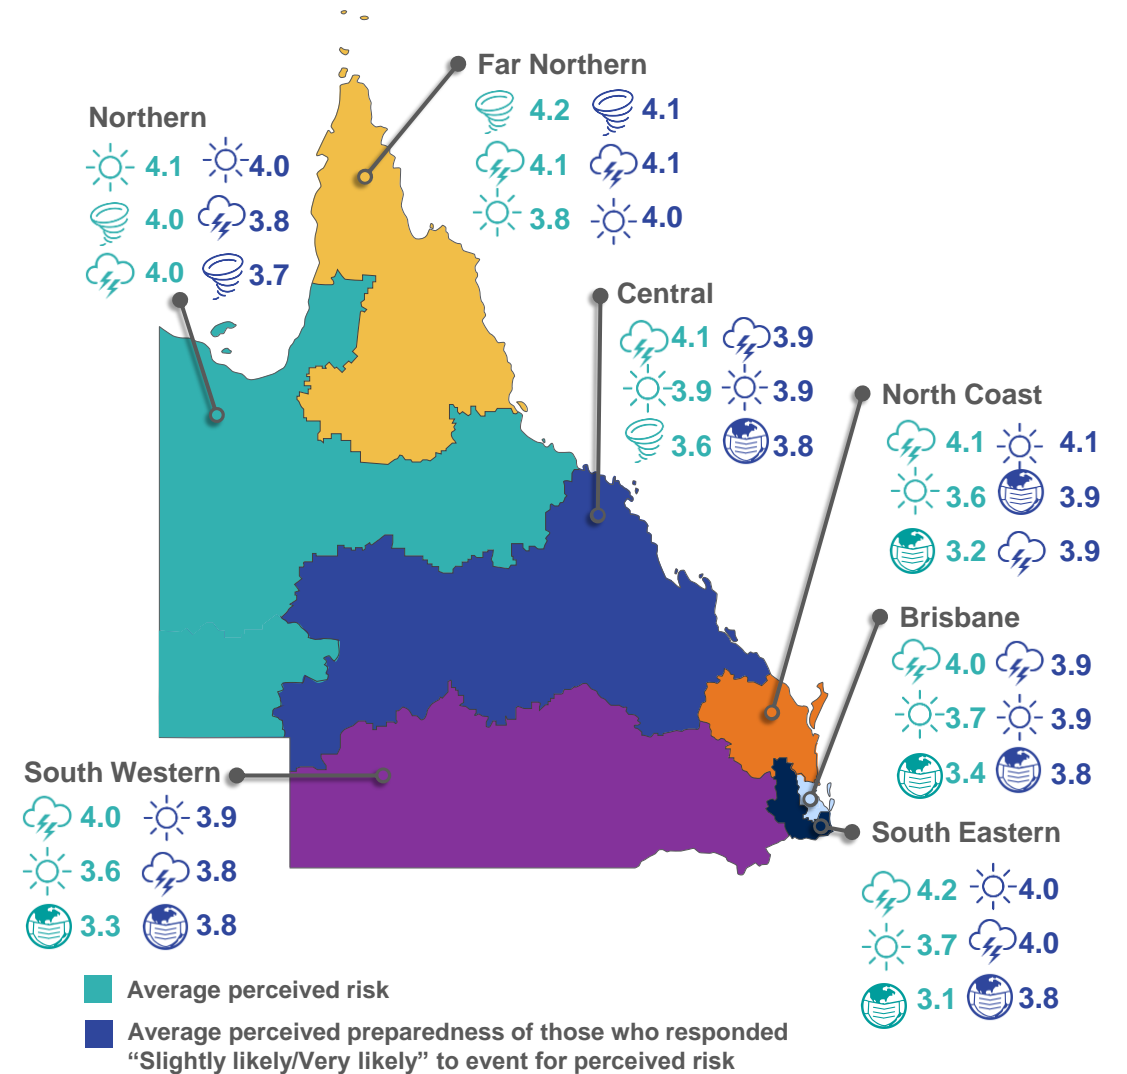 Far Northern
4.2 4.1
4.1 4.1
3.8 4.0
Northern
4.1 4.0
4.0 3.8
4.0 3.7
Central
4.1 3.9
3.9 3.9
3.6 3.8
North Coast
4.1 4.1
3.6 3.9
3.2 3.9
Brisbane
4.0 3.9
3.7 3.9
3.4 3.8
South Western
4.0 3.9
3.6 3.8
3.3 3.8
South Eastern
4.2 4.0
3.7 4.0
3.1 3.8
Average perceived risk
Average perceived preparedness of those who responded
“Slightly likely/Very likely” to event for perceived risk